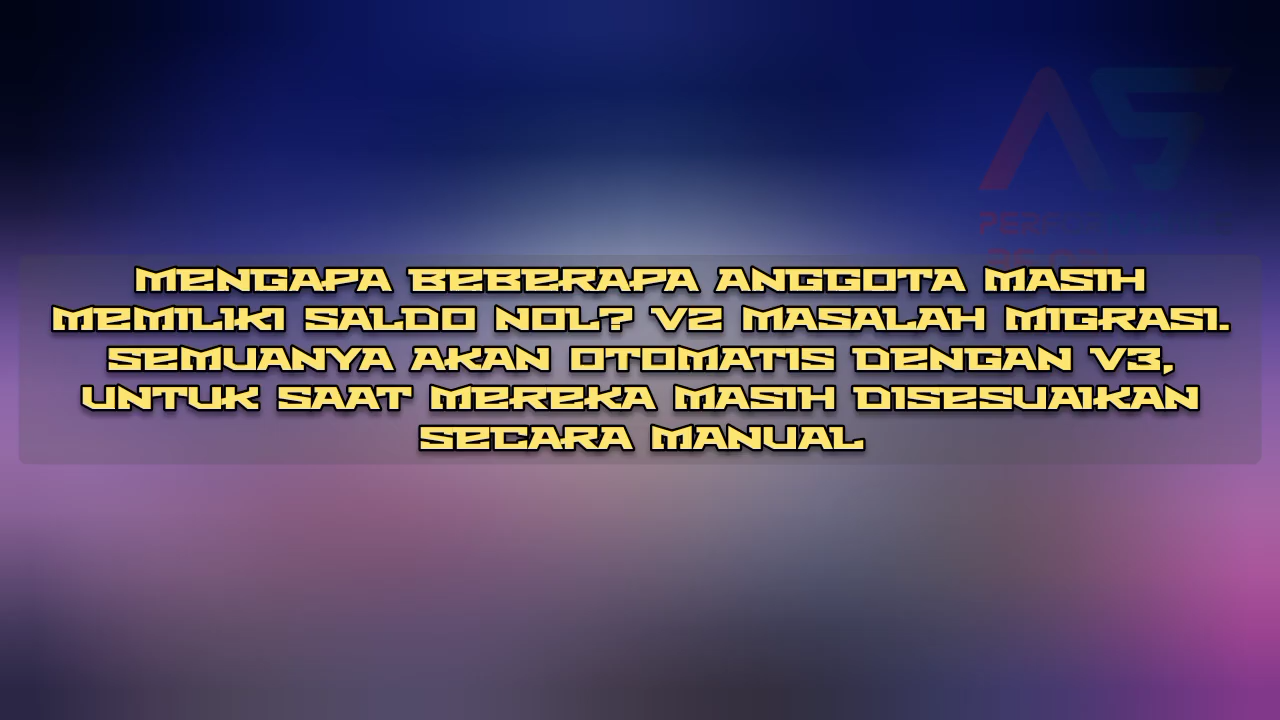 MENGAPA BEBERAPA ANGGOTA MASIH
MEMILIKI SALDO NOL? V2 MASALAH MIGRASI.
SEMUANYA AKAN OTOMATIS DENGAN V3,
UNTUK SAAT MEREKA MASIH DISESUAIKAN
SECARA MANUAL